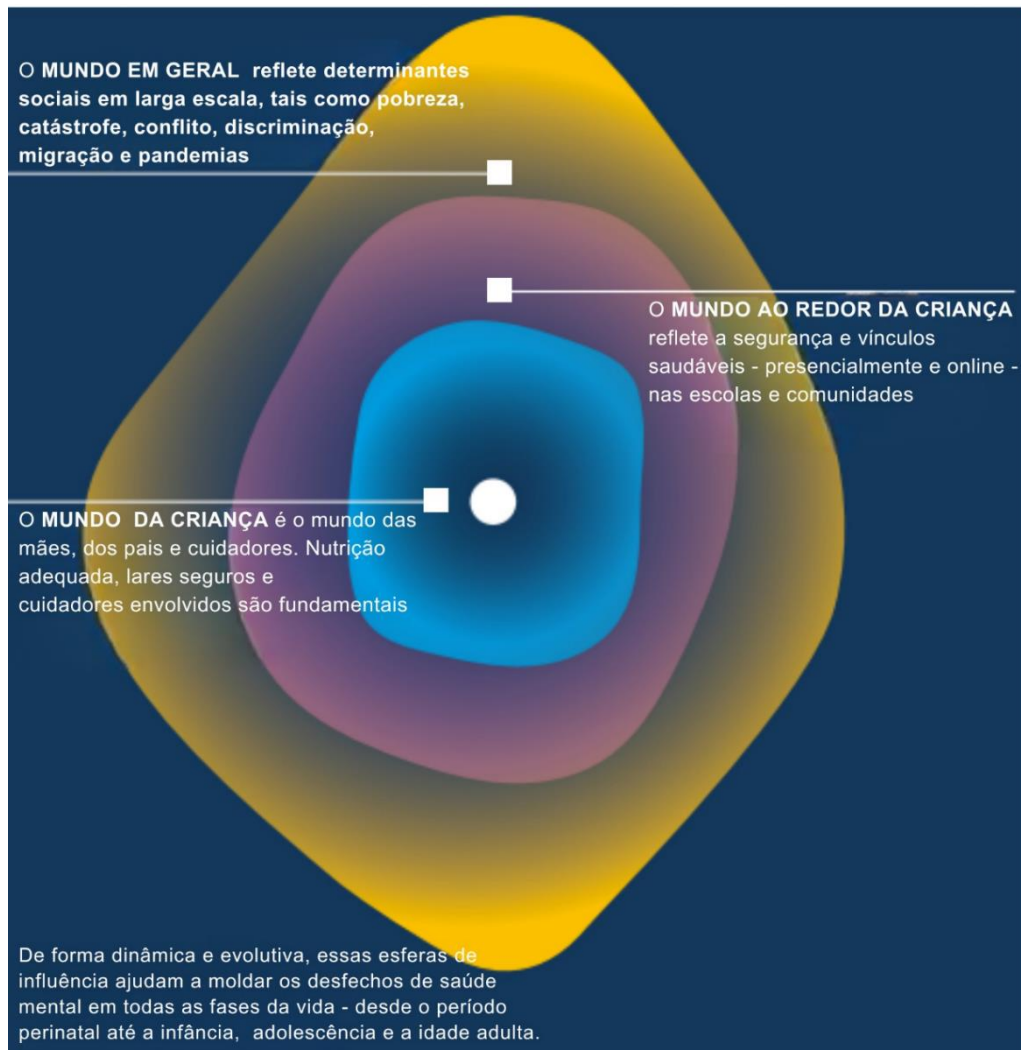 O MUNDO EM GERAL reflete determinantes
sociais em larga escala, tais como pobreza,
catástrofe, conflito, discriminação,
migração e pandemias
O MUNDO AO REDOR DA CRIANÇA
reflete a segurança e vínculos
saudáveis - presencialmente e online -
nas escolas e comunidades
O MUNDO DA CRIANÇA é o mundo das
mães, dos pais e cuidadores. Nutrição
adequada, lares seguros e
cuidadores envolvidos são fundamentais
De forma dinâmica e evolutiva, essas esferas de
influência ajudam a moldar os desfechos de saúde
mental em todas as fases da vida - desde o período
perinatal até a infância, adolescência e a idade adulta.